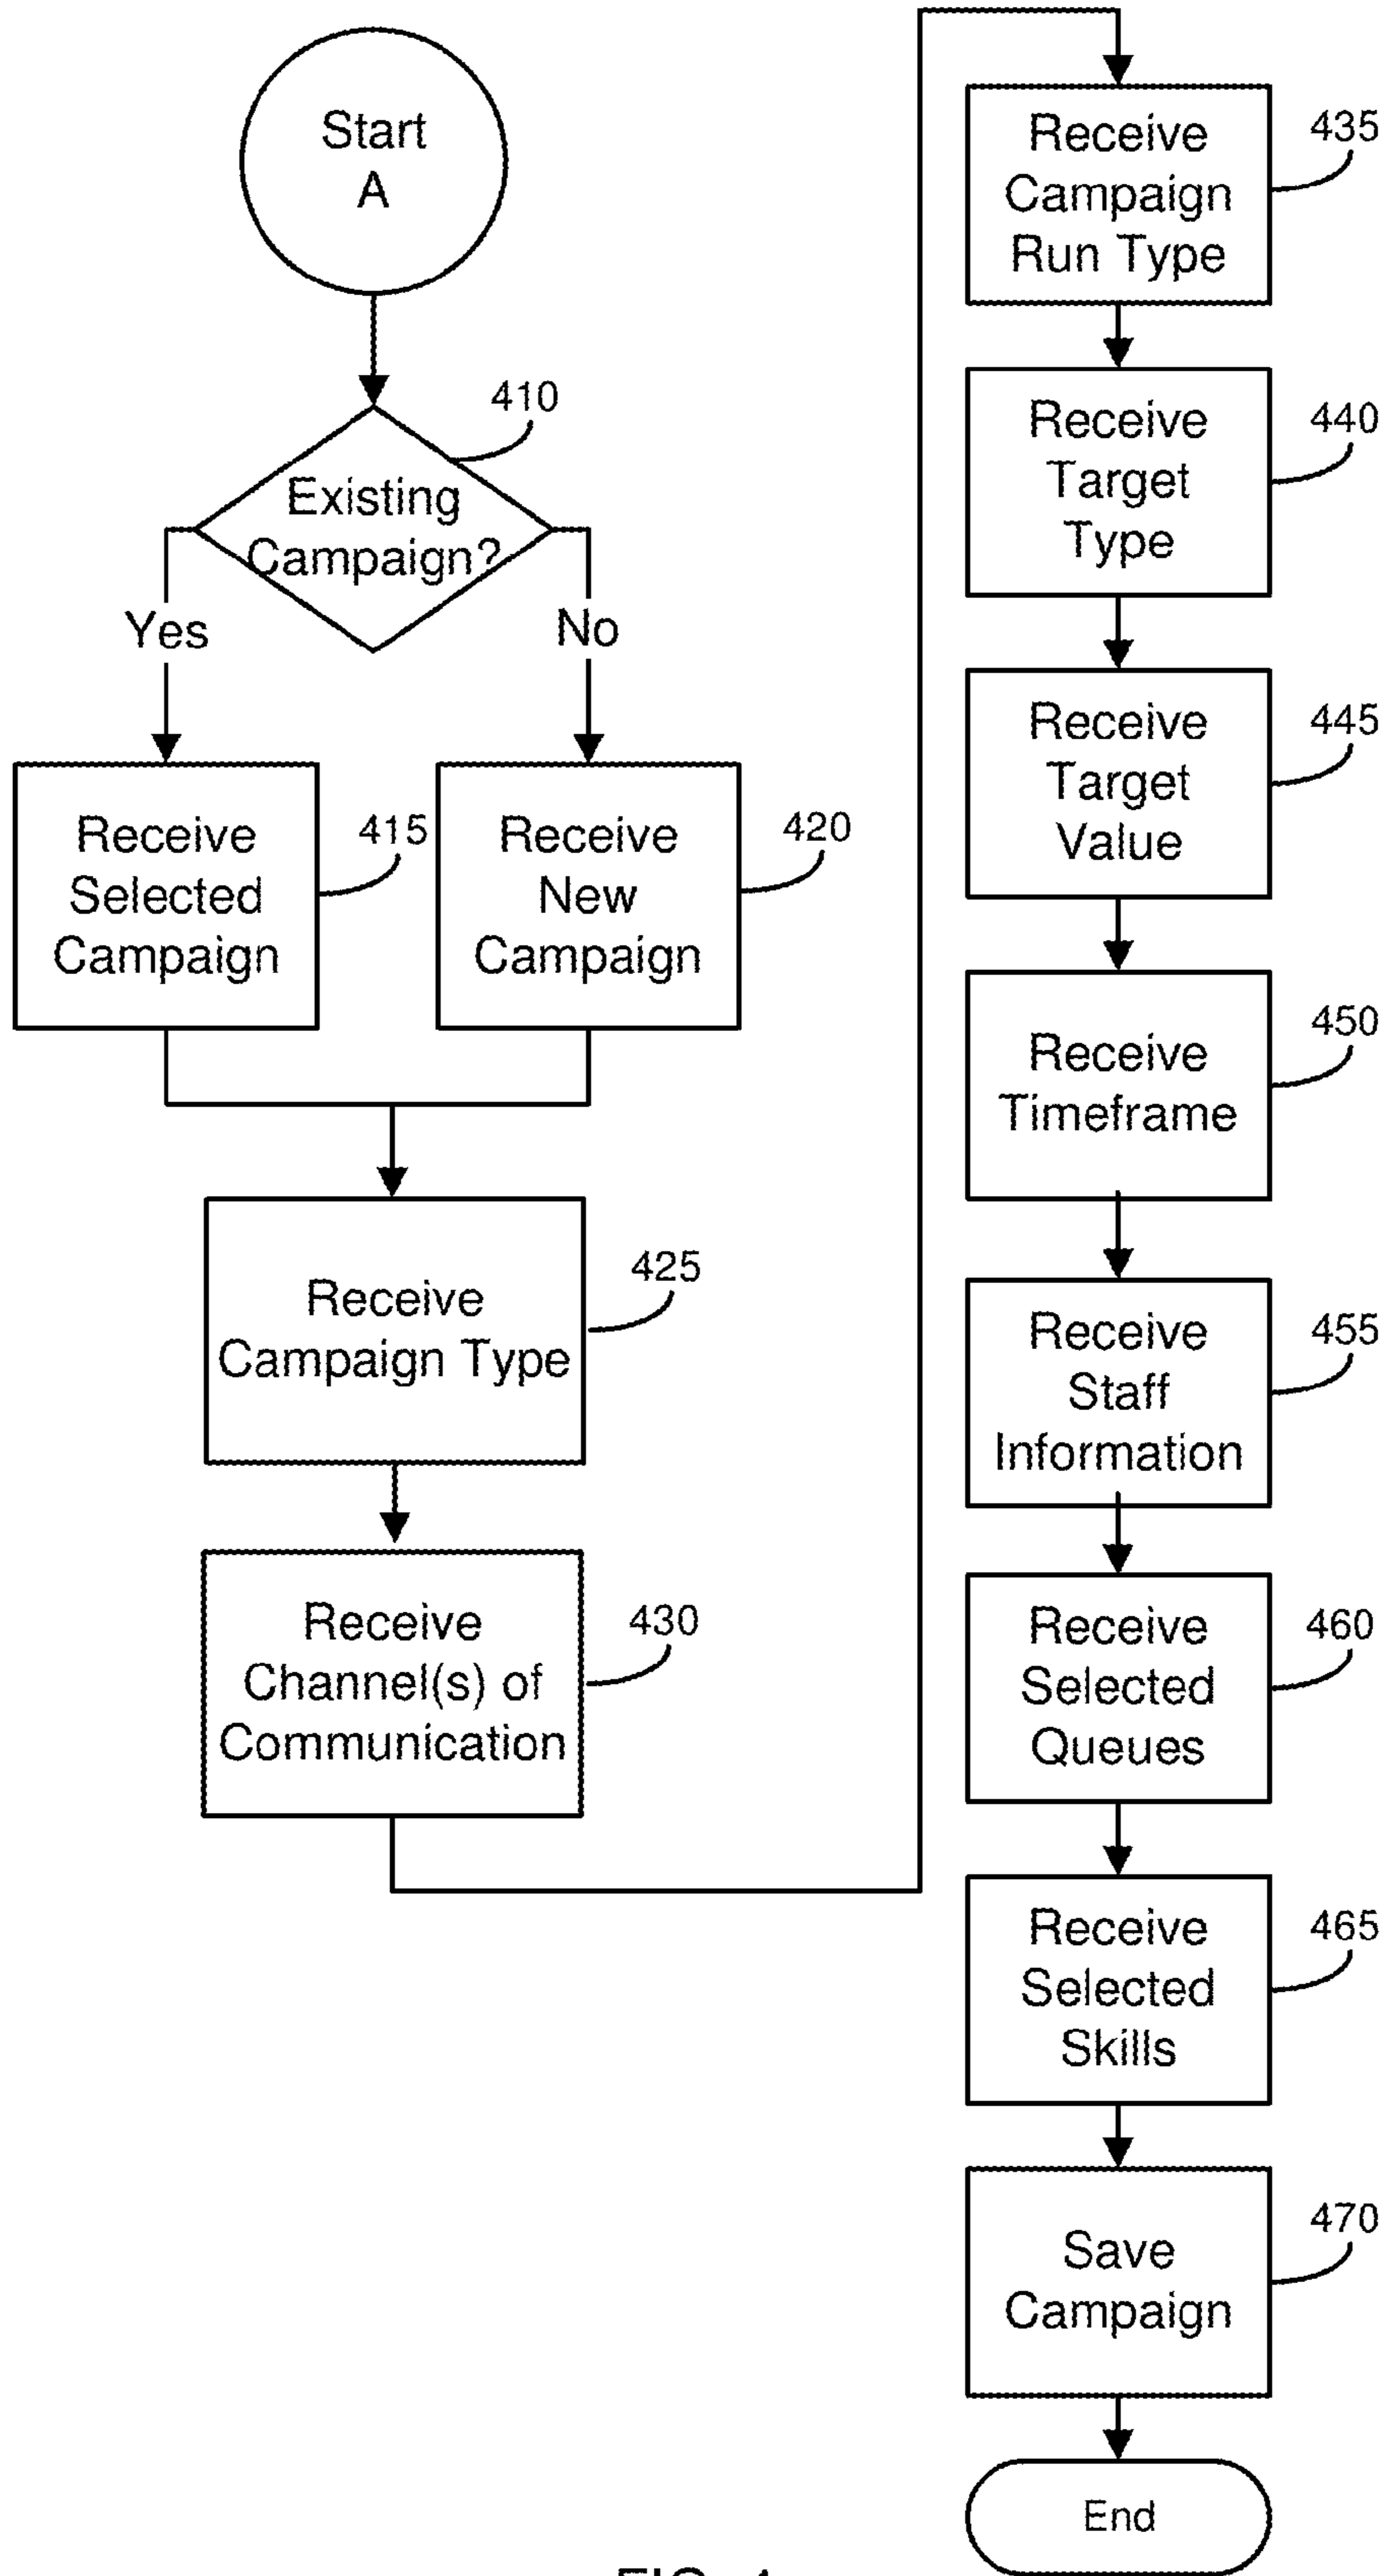 Start
A
410
Existing
Campaign?
Yes
No
Receive
Selected
Campaign
415
Receive
New
Campaign
420
Receive
Campaign Type
425
Receive
Channel(s) of
Communication
430
Receive
Campaign
Run Type
435
Receive
Target
Type
440
Receive
Target
Value
445
Receive
Timeframe
450
Receive
Staff
Information
455
Receive
Selected
Queues
460
Receive
Selected
Skills
465
Save
Campaign
470
End